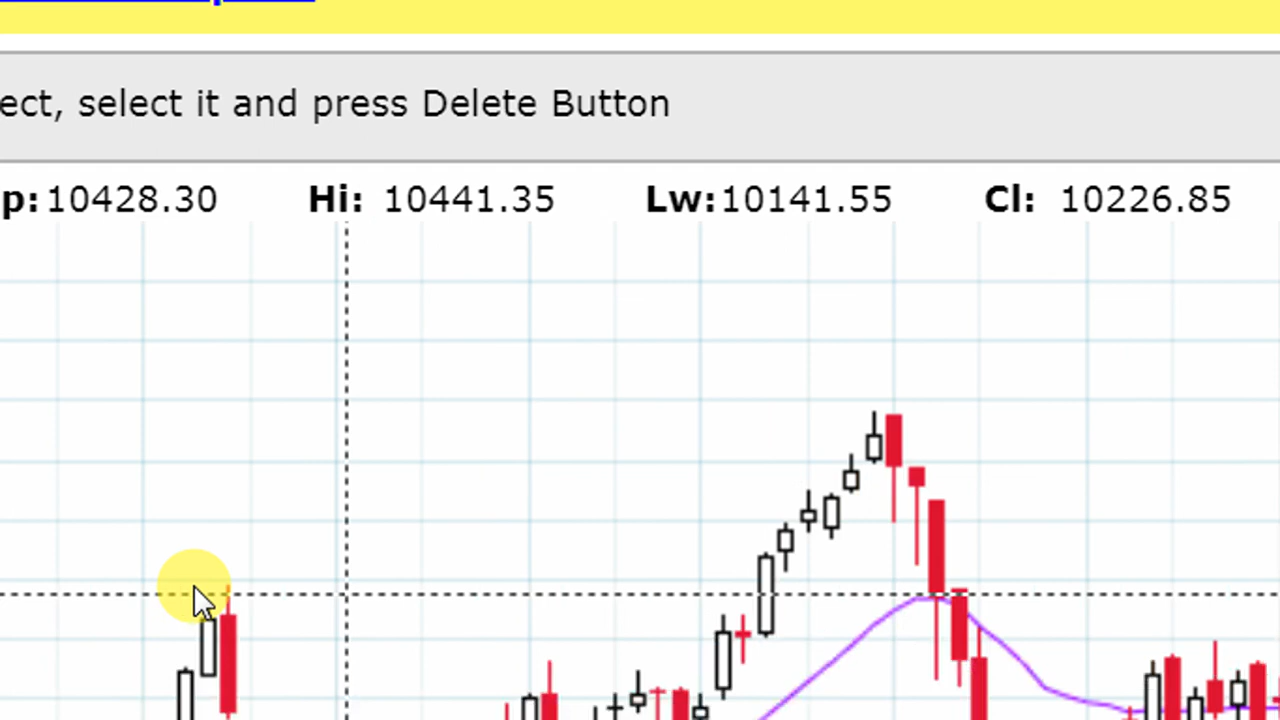 ect, select it and press Delete Button
p: 10428.30 Hi: 10441.35 Lw: 10141.55 Cl: 10226.85